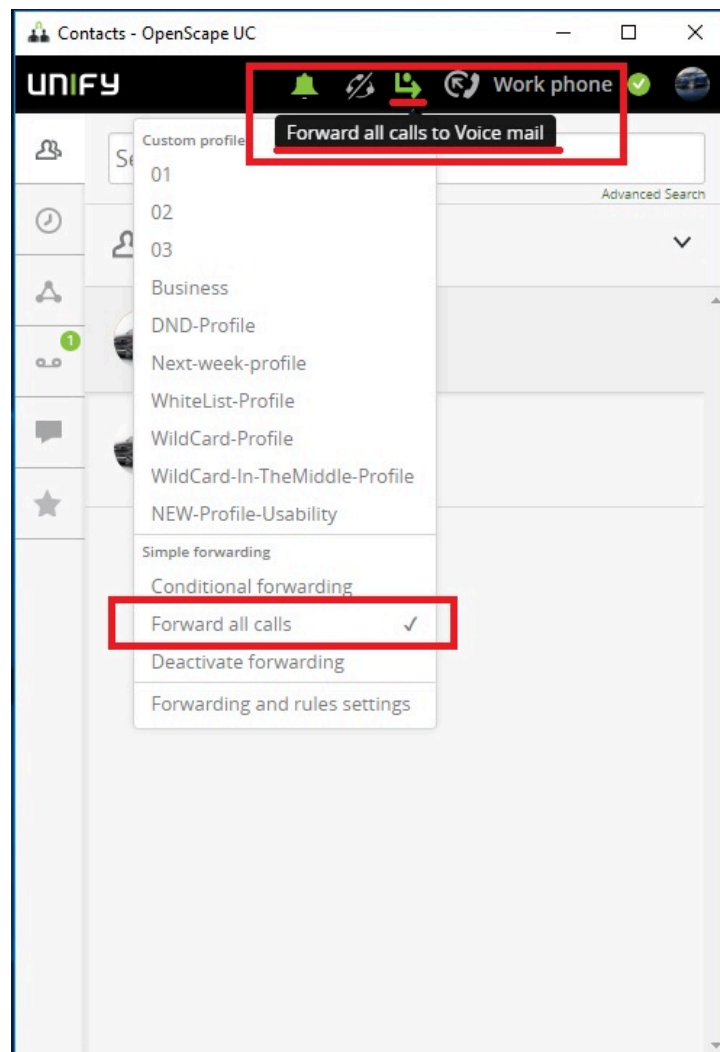 Contacts - OpenScape UC
UNIFY
Work phone
Forward all calls to Voice mail
Custom profile
Se
01
Advanced Search
02
03
Business
DND-Profile
Next-week-profile
1
WhiteList-Profile
WildCard-Profile
WildCard-In-TheMiddle-Profile
NEW-Profile-Usability
Simple forwarding
Conditional forwarding
Forward all calls ✓
Deactivate forwarding
Forwarding and rules settings